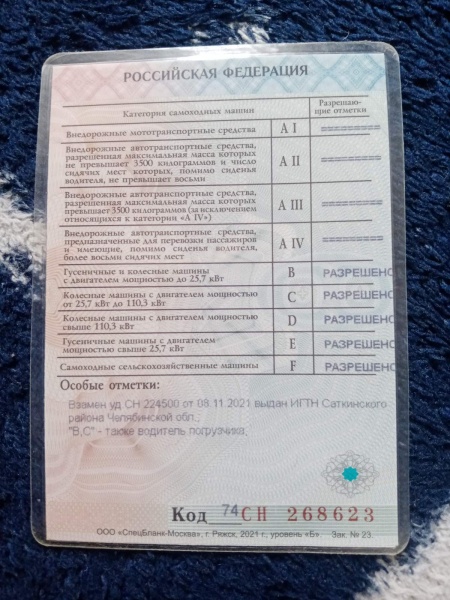 РОССИЙСКАЯ ФЕДЕРАЦИЯ
Категория самоходных машин
Разрешаю-
щие отметки
Внедорожные мототранспортные средства А I ==========
Внедорожные автотранспортные средства,
разрешенная максимальная масса которых
не превышает 3500 килограммов и число
сидячих мест которых, помимо сиденья
водителя, не превышает восьми
А II ==========
Внедорожные автотранспортные средства,
разрешенная максимальная масса которых
превышает 3500 килограммов (за исключением
относящихся к категории «А IV»)
А III ==========
Внедорожные автотранспортные средства,
предназначенные для перевозки пассажиров
и имеющие, помимо сиденья водителя,
более восьми сидячих мест
А IV ==========
Гусеничные и колесные машины
с двигателем мощностью до 25,7 кВт
B РАЗРЕШЕНО
Колесные машины с двигателем мощностью
от 25,7 кВт до 110,3 кВт
C РАЗРЕШЕНО
Колесные машины с двигателем мощностью
свыше 110,3 кВт
D РАЗРЕШЕНО
Гусеничные машины с двигателем
мощностью свыше 25,7 кВт
E РАЗРЕШЕНО
Самоходные сельскохозяйственные машины F РАЗРЕШЕНО
Особые отметки:
Взамен уд СН 224500 от 08.11.2021 выдан ИГТН Саткинского
района Челябинской обл.;
"В,С" - также водитель погрузчика;
Код 74 СН 268623
ООО «СпецБланк-Москва», г. Ряжск, 2021 г., уровень «Б». Зак. № 23.